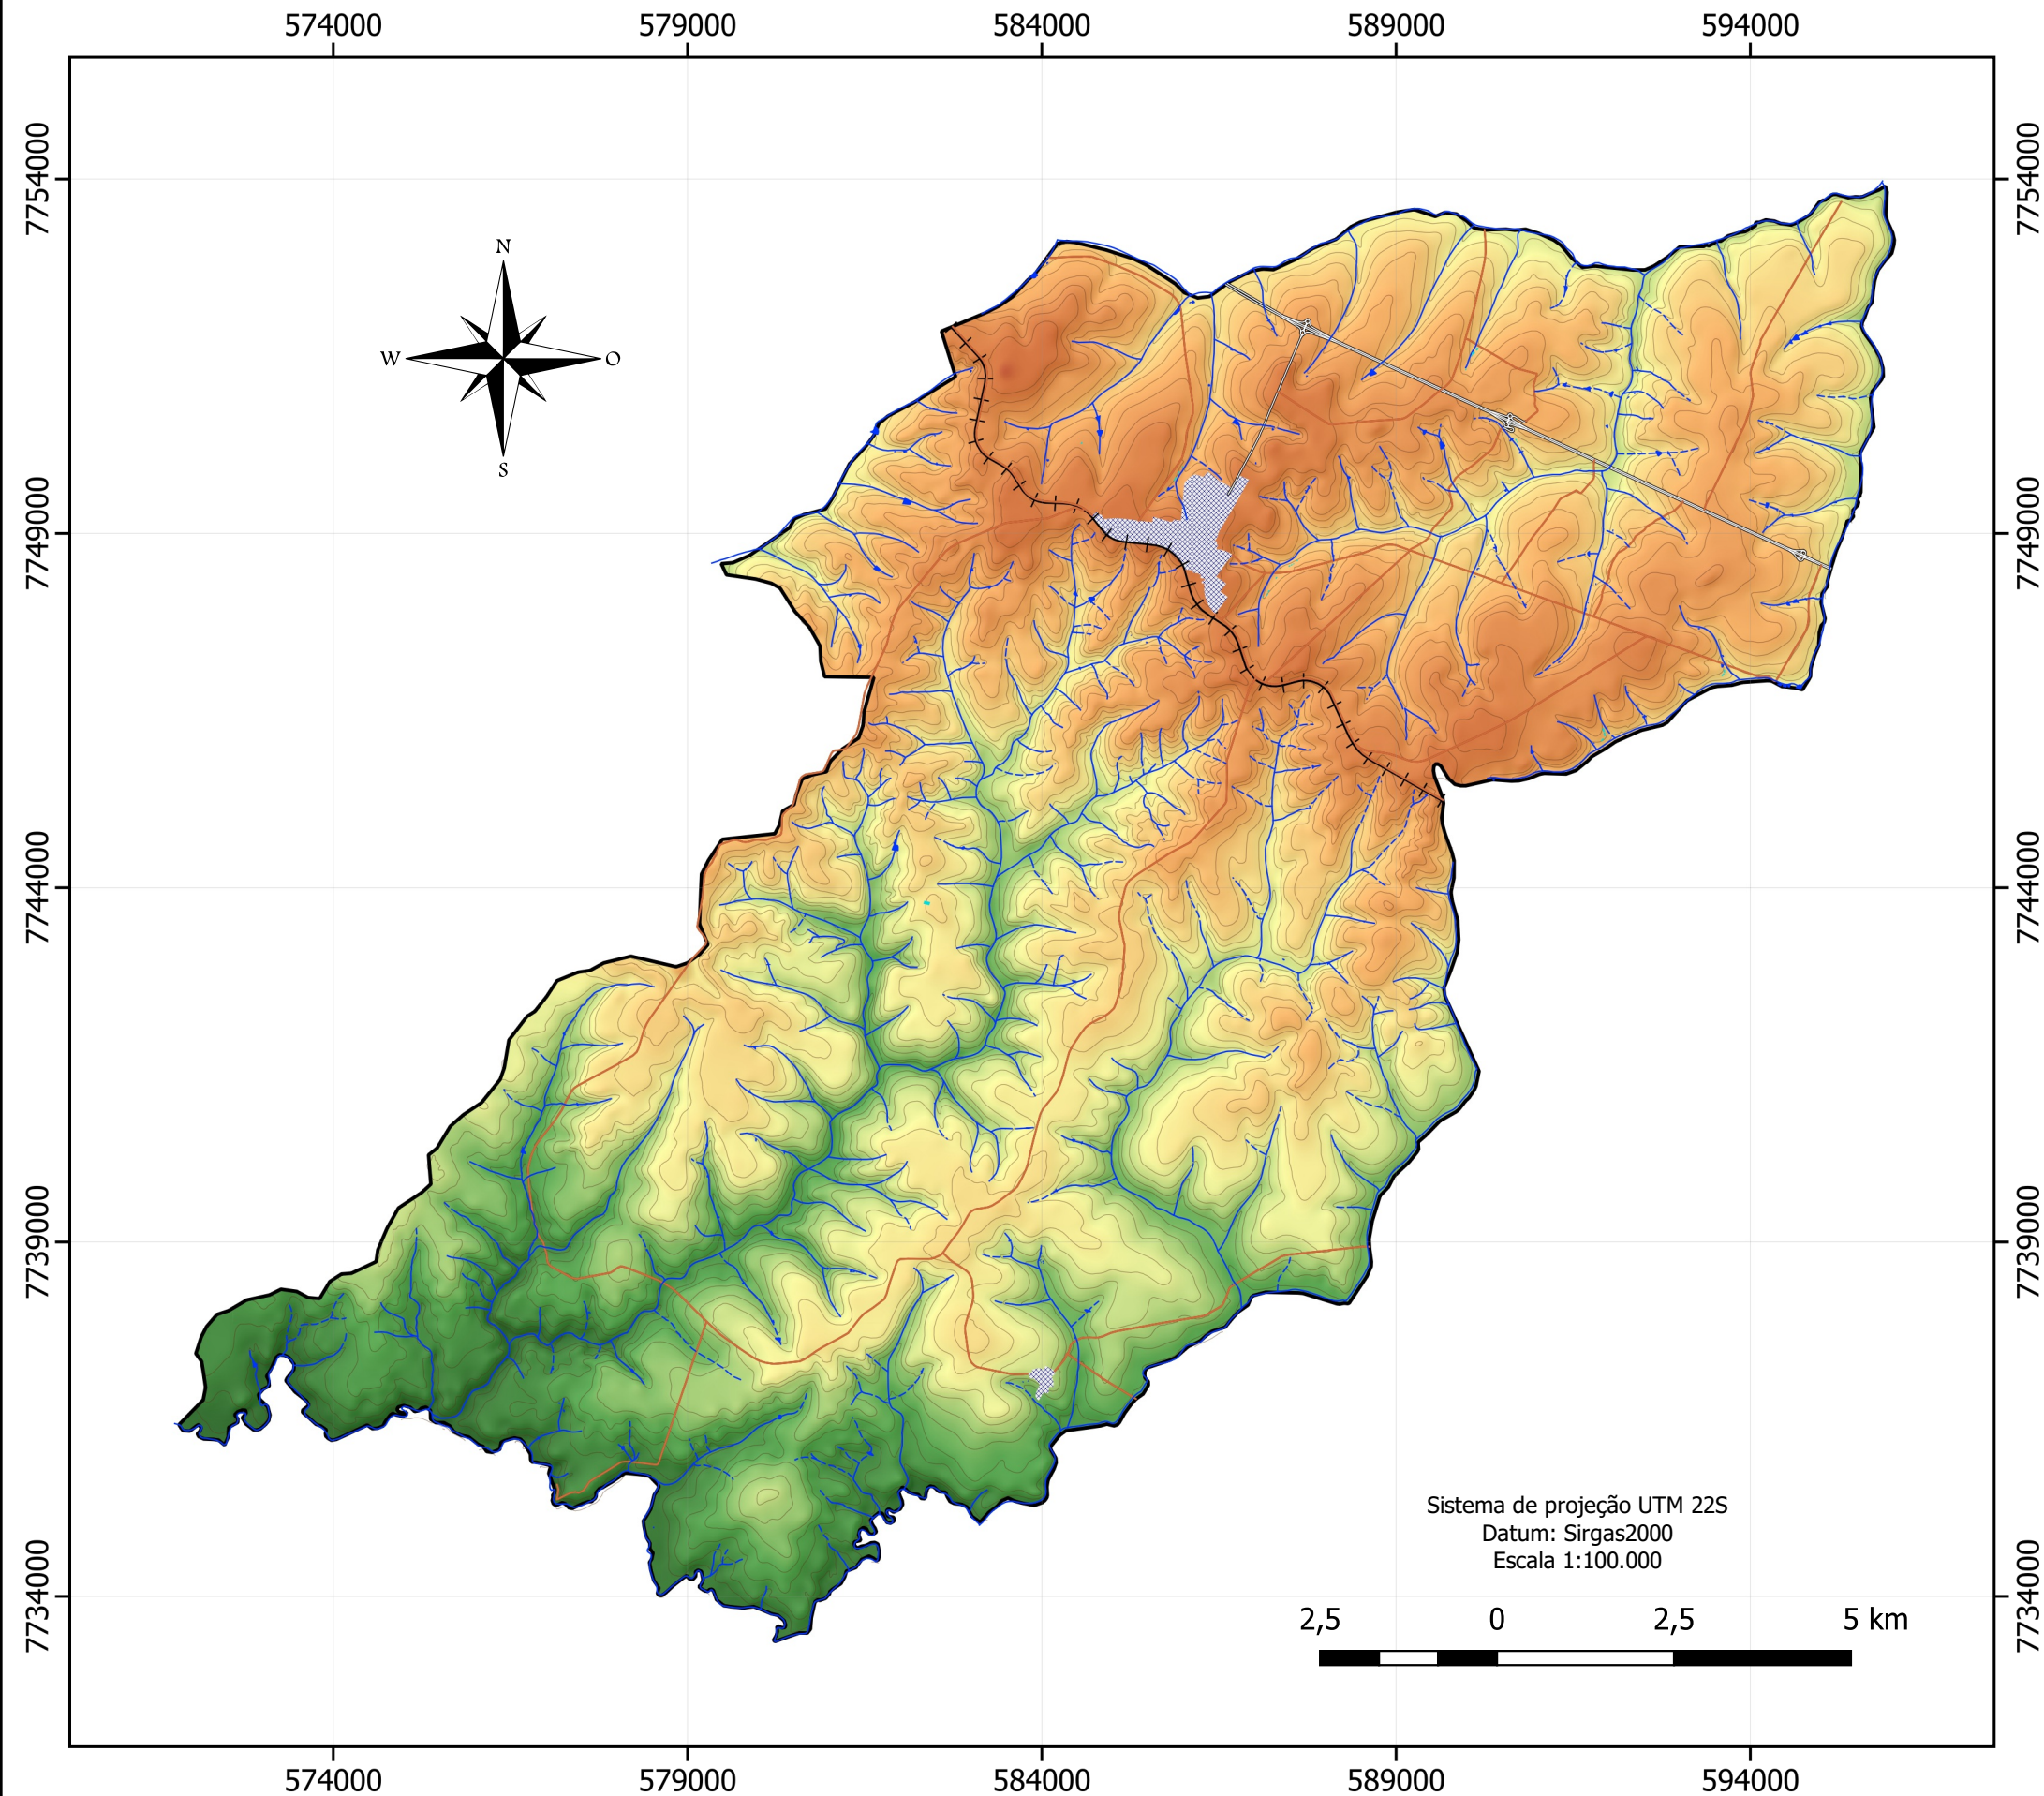 574000 579000 584000 589000 594000
7754000 7754000
N
W O
S
7749000 7749000
7744000 7744000
7739000 7739000
Sistema de projeção UTM 22S
Datum: Sirgas2000
Escala 1:100.000
7734000 7734000
2,5 0 2,5 5 km
574000 579000 584000 589000 594000